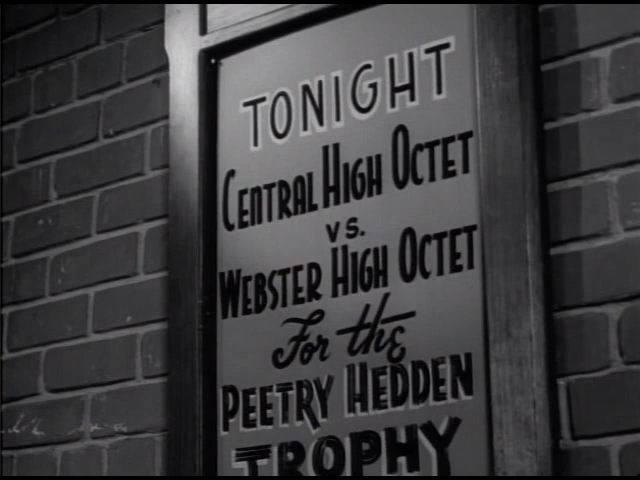 TONIGHT
CENTRAL HIGH OCTET
VS.
WEBSTER HIGH OCTET
For the
PEETRY HEDDEN
TROPHY